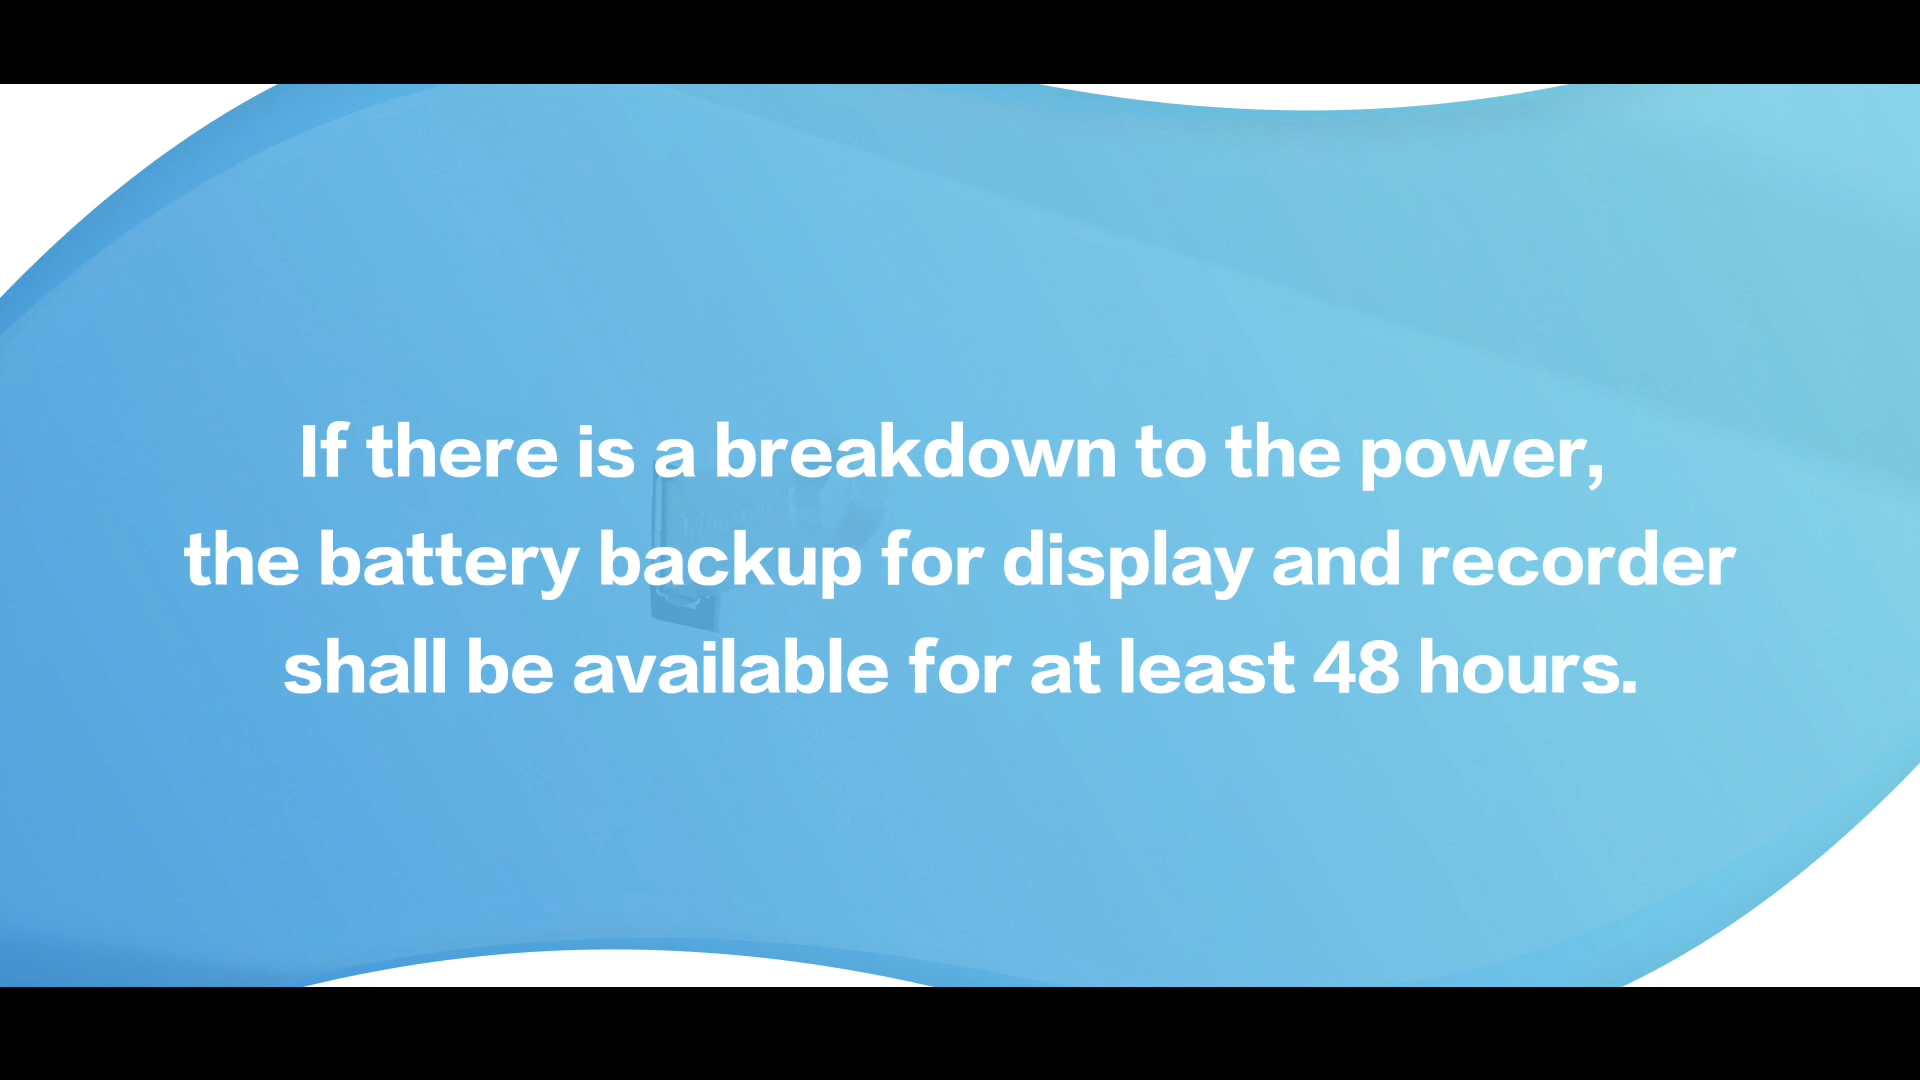 If there is a breakdown to the power,
the battery backup for display and recorder
shall be available for at least 48 hours.